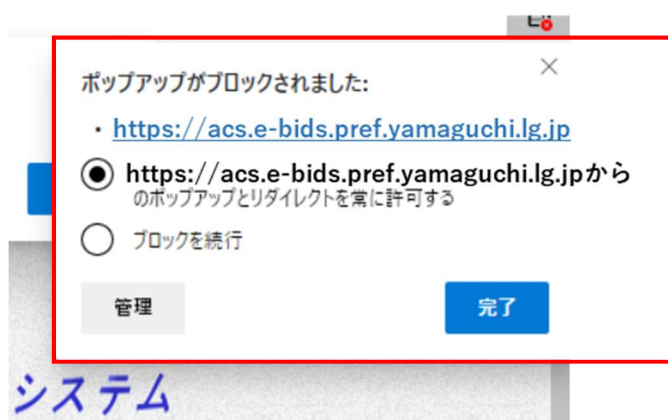 ポップアップがブロックされました:
・https://acs.e-bids.pref.yamaguchi.lg.jp
https://acs.e-bids.pref.yamaguchi.lg.jpから
のポップアップとリダイレクトを常に許可する
ブロックを続行
管理
完了
システム